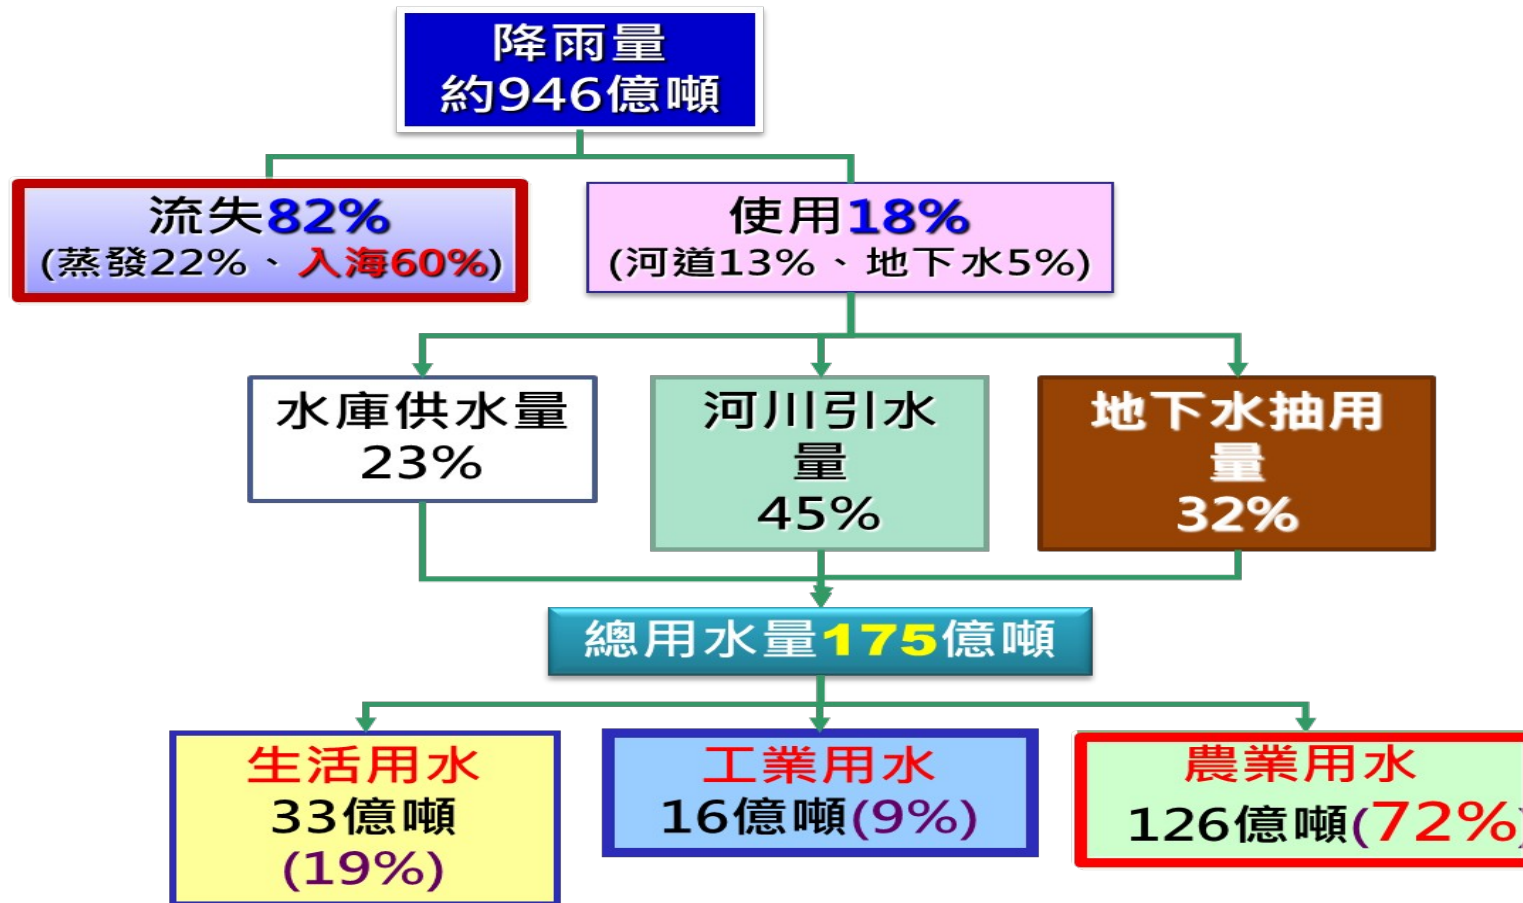 降雨量
約946億噸
流失82%
(蒸發22%、入海60%)
使用18%
(河道13%、地下水5%)
水庫供水量
23%
河川引水
量
45%
地下水抽用
量
32%
總用水量175億噸
生活用水
33億噸
(19%)
工業用水
16億噸(9%)
農業用水
126億噸(72%)